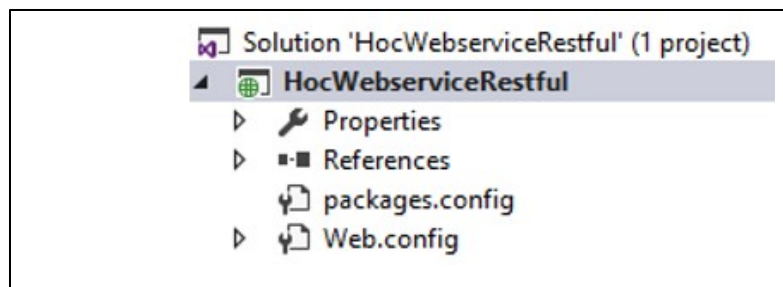 Solution 'HocWebserviceRestful' (1 project)
HocWebserviceRestful
Properties
References
packages.config
Web.config